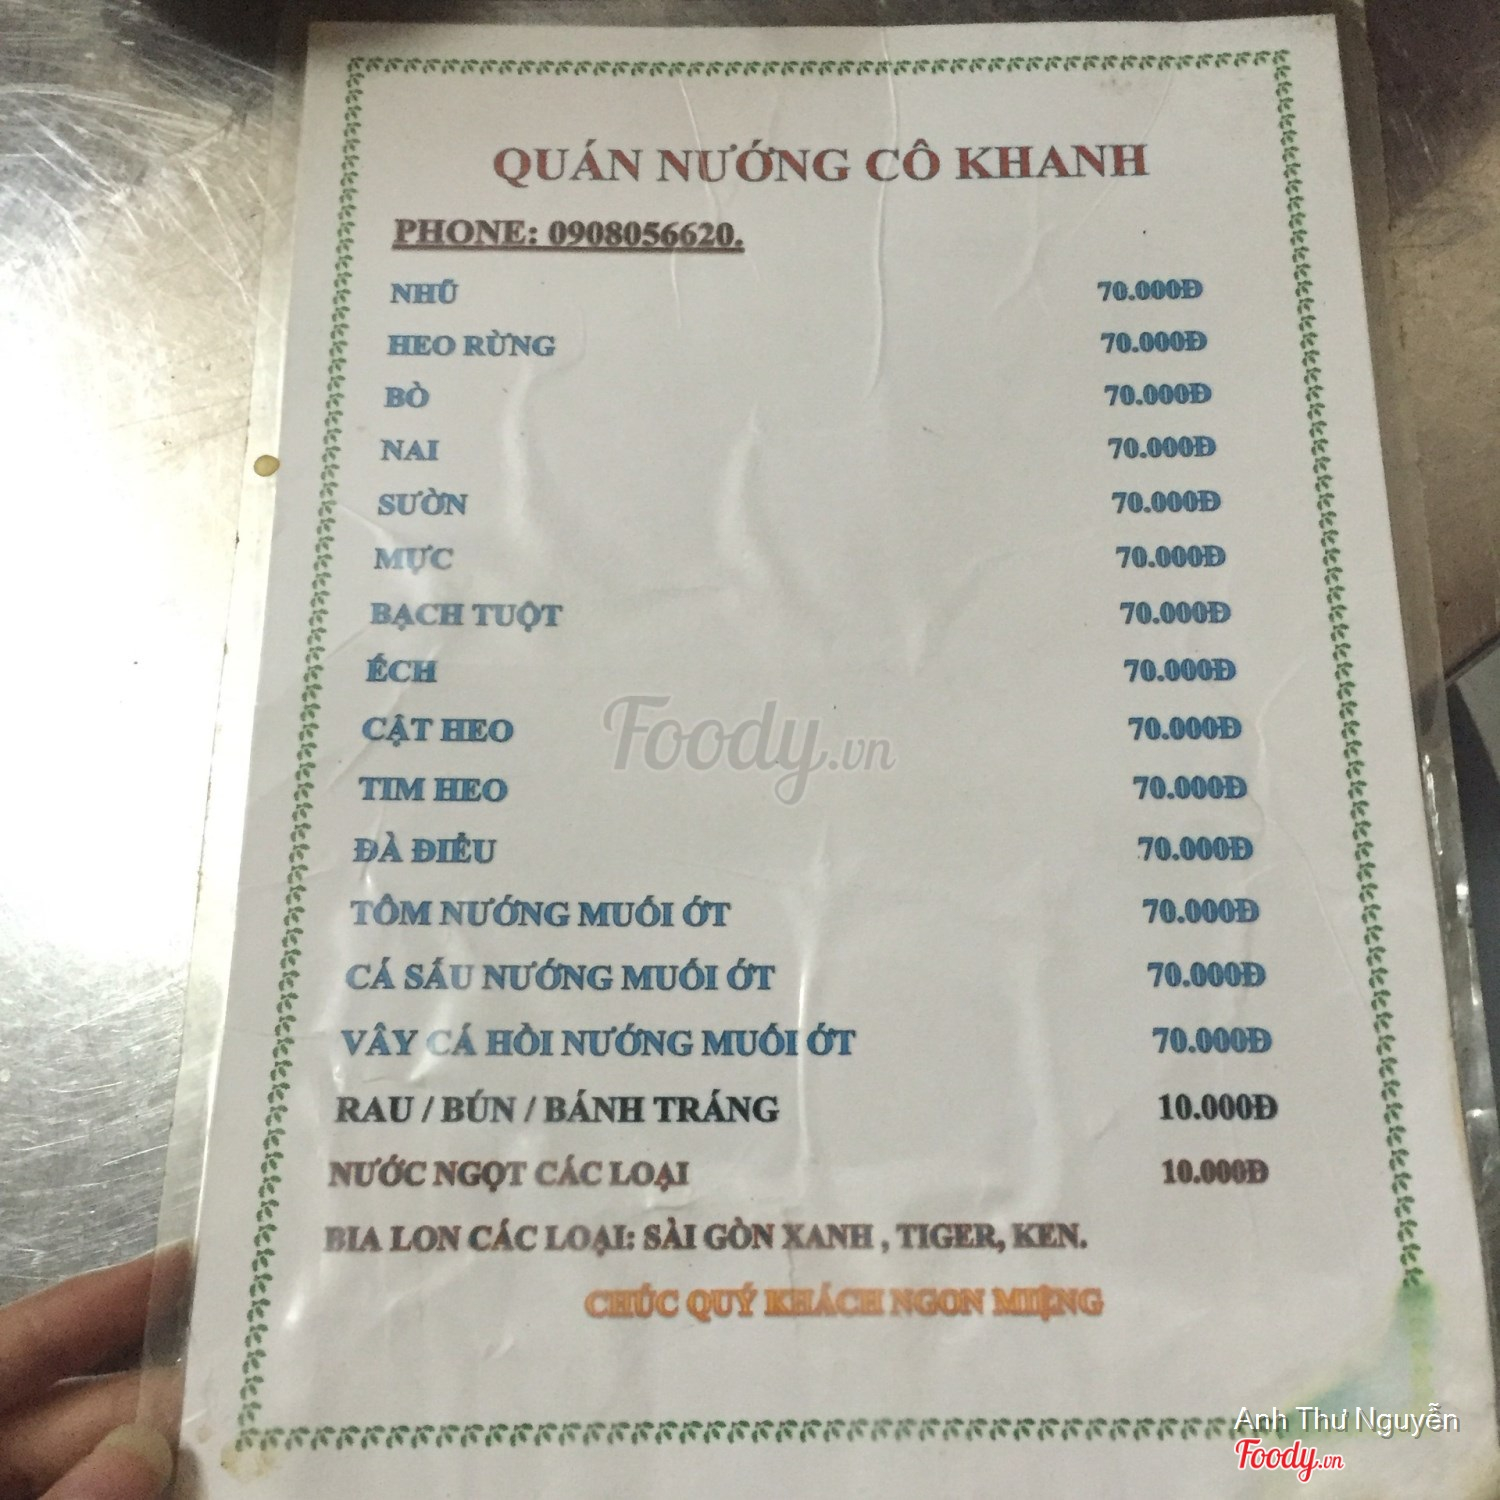 QUÁN NƯỚNG CÔ KHANH
PHONE: 0908056620.
NHŨ 70.000Đ
HEO RỪNG 70.000Đ
BÒ 70.000Đ
NAI 70.000Đ
SƯỜN 70.000Đ
MỰC 70.000Đ
BẠCH TUỘT 70.000Đ
ẾCH 70.000Đ
CẬT HEO 70.000Đ
TIM HEO 70.000Đ
ĐÀ ĐIỂU 70.000Đ
TÔM NƯỚNG MUỐI ỚT 70.000Đ
CÁ SẤU NƯỚNG MUỐI ỚT 70.000Đ
VÂY CÁ HỒI NƯỚNG MUỐI ỚT 70.000Đ
RAU / BÚN / BÁNH TRÁNG 10.000Đ
NƯỚC NGỌT CÁC LOẠI 10.000Đ
BIA LON CÁC LOẠI: SÀI GÒN XANH , TIGER, KEN.
CHÚC QUÝ KHÁCH NGON MIỆNG
Foody.vn
Anh Thư Nguyễn
Foody.vn